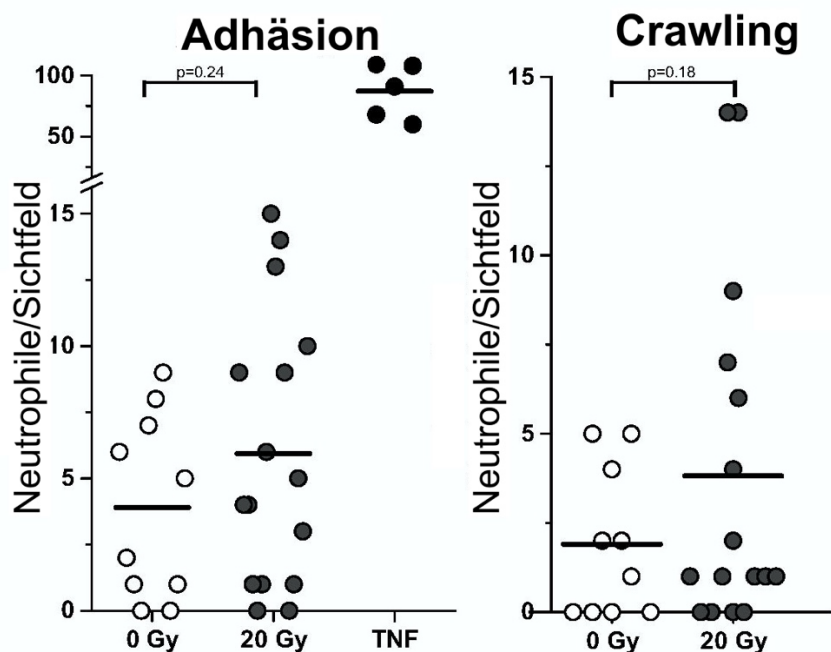 Adhäsion
p=0.24
100
50
15
10
5
0
Neutrophile/Sichtfeld
0 Gy
20 Gy
TNF
Crawling
p=0.18
15
10
5
0
Neutrophile/Sichtfeld
0 Gy
20 Gy